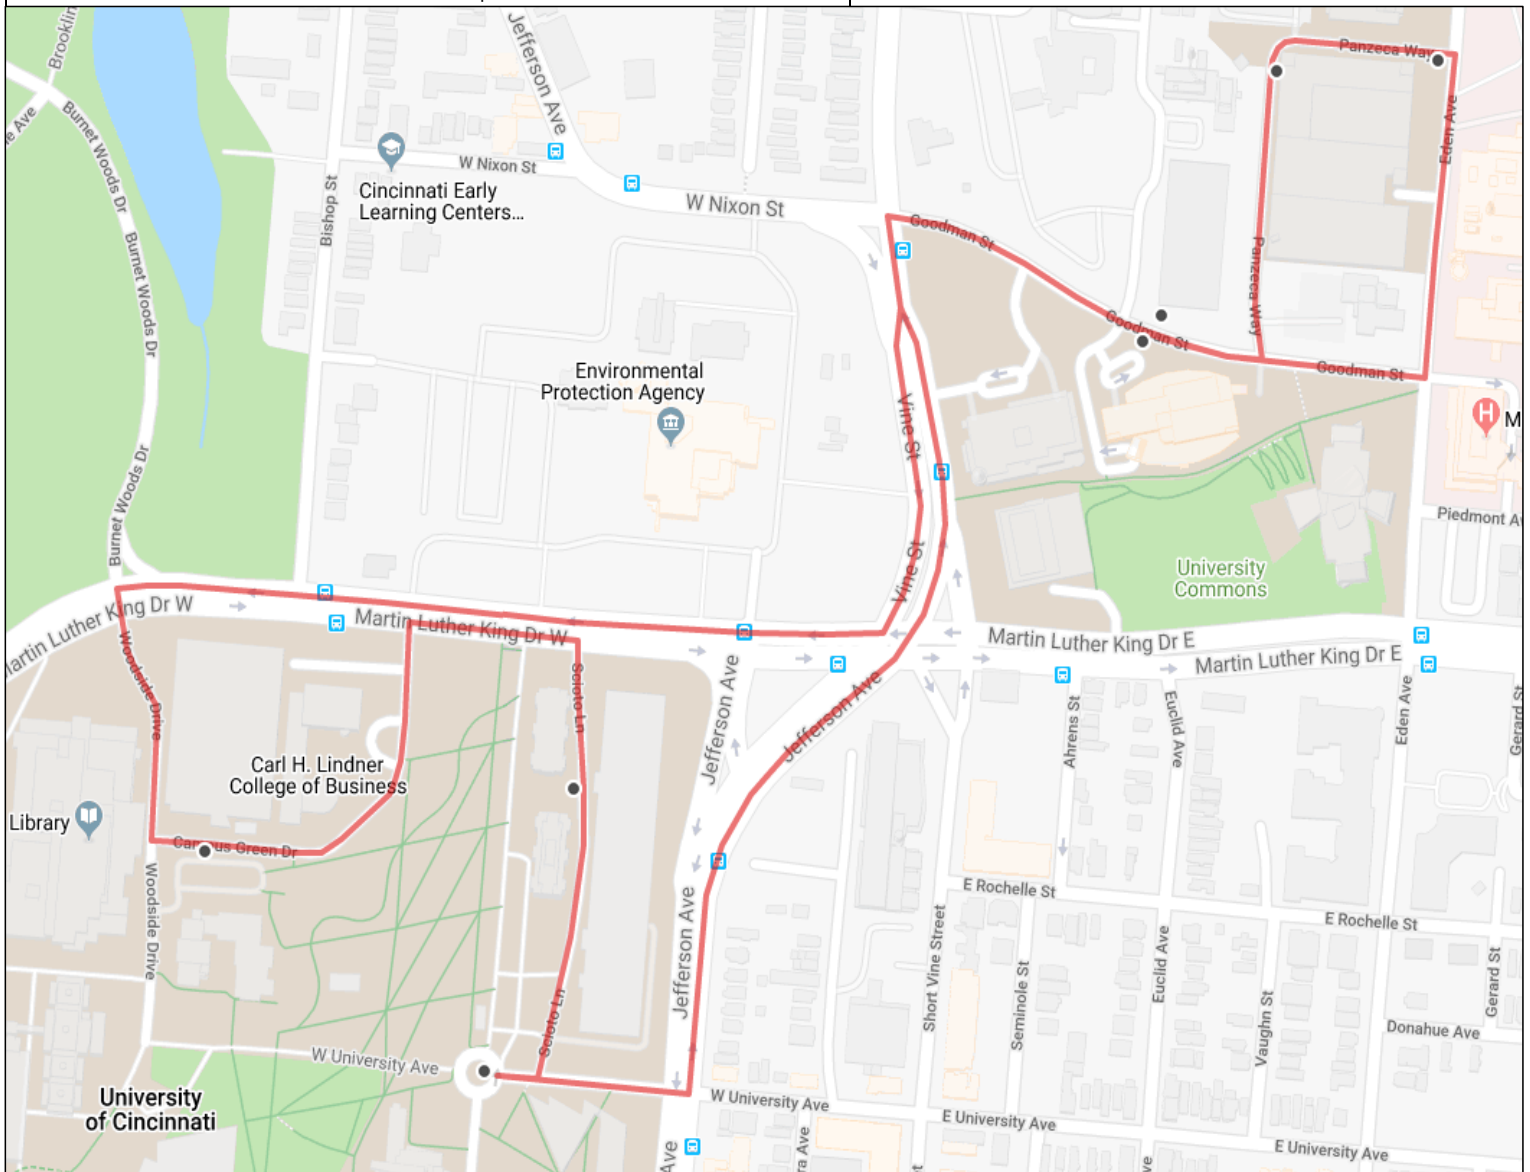 Brooklin
Jefferson Ave
Panzeca Way
Burnet Woods Dr
e Ave
Eden Ave
W Nixon St
Cincinnati Early
Learning Centers...
Bishop St
W Nixon St
Goodman St
Burnet Woods Dr
Burnet Woods Dr
Panzeca Way
Goodman St
Goodman St
Environmental
Protection Agency
Vine St
H
M
Burnet Woods Dr
Piedmont Av
Vine St
University
Commons
Martin Luther King Dr W
Martin Luther King Dr W
Martin Luther King Dr E
Martin Luther King Dr E
Woodside Drive
Scioto Ln
Jefferson Ave
Jefferson Ave
Ahrens St
Euclid Ave
Eden Ave
Gerard St
Carl H. Lindner
College of Business
Library
Campus Green Dr
Woodside Drive
Jefferson Ave
E Rochelle St
E Rochelle St
Short Vine Street
Seminole St
Euclid Ave
Vaughn St
Gerard St
Scioto Ln
Donahue Ave
W University Ave
University
of Cincinnati
W University Ave
E University Ave
E University Ave
Ave
ra Ave